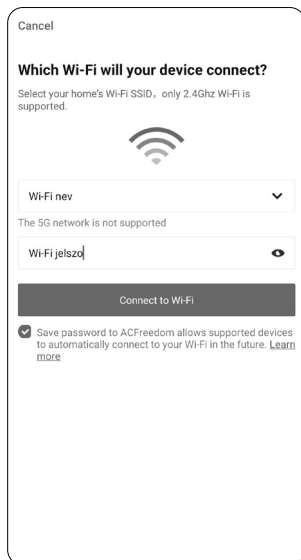 Cancel
Which Wi-Fi will your device connect?
Select your home's Wi-Fi SSID, only 2.4Ghz Wi-Fi is
supported.
Wi-Fi nev
The 5G network is not supported
Wi-Fi jelszo
Connect to Wi-Fi
Save password to ACFreedom allows supported devices
to automatically connect to your Wi-Fi in the future. Learn
more